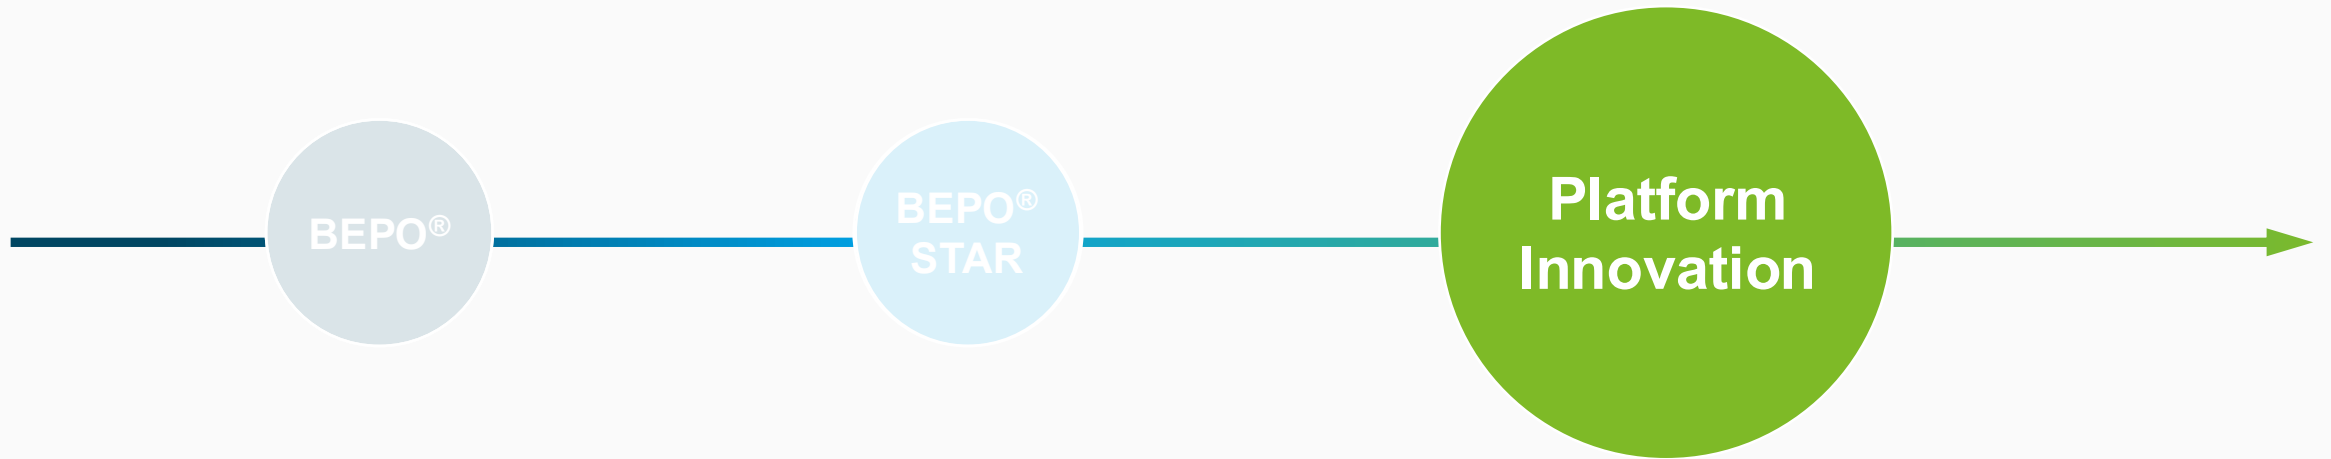 BEPO®
BEPO®
STAR
Platform
Innovation